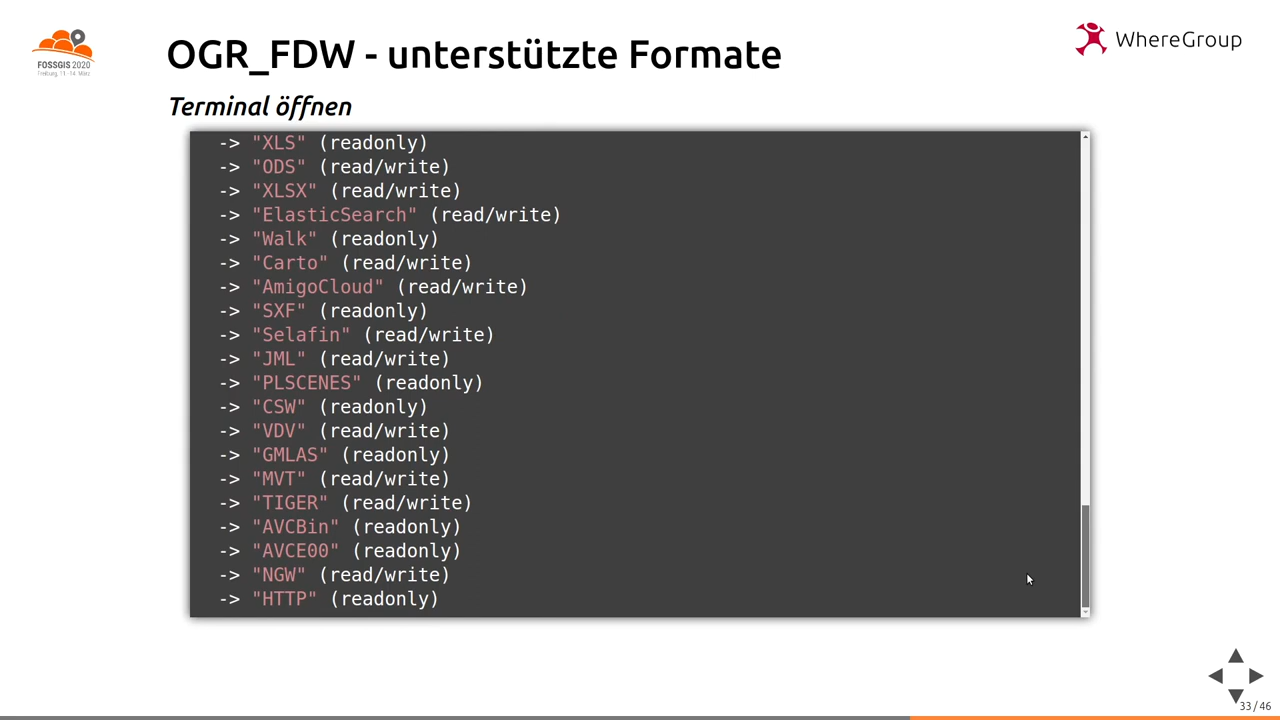 OGR_FDW - unterstützte Formate
WhereGroup
FOSSGIS 2020
Freiburg, 11. - 14. März
Terminal öffnen
-> "XLS" (readonly)
-> "ODS" (read/write)
-> "XLSX" (read/write)
-> "ElasticSearch" (read/write)
-> "Walk" (readonly)
-> "Carto" (read/write)
-> "AmigoCloud" (read/write)
-> "SXF" (readonly)
-> "Selafin" (read/write)
-> "JML" (read/write)
-> "PLSCENES" (readonly)
-> "CSW" (readonly)
-> "VDV" (read/write)
-> "GMLAS" (readonly)
-> "MVT" (read/write)
-> "TIGER" (read/write)
-> "AVCBin" (readonly)
-> "AVCE00" (readonly)
-> "NGW" (read/write)
-> "HTTP" (readonly)
33 / 46